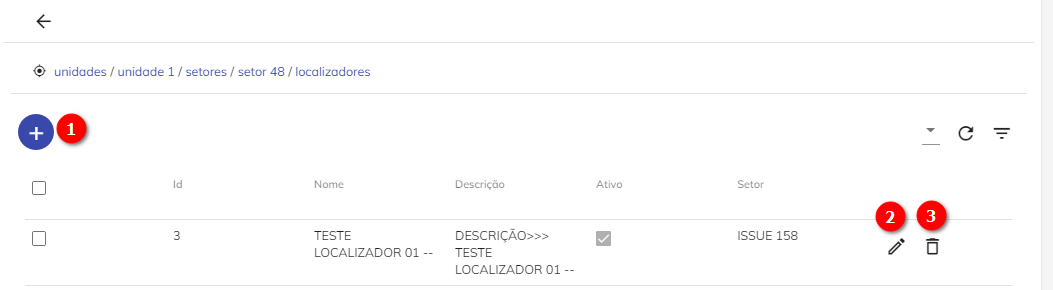 unidades / unidade 1 / setores / setor 48 / localizadores
+ 1
Id Nome Descrição Ativo Setor
2 3
3 TESTE DESCRIÇÃO>>> ISSUE 158
LOCALIZADOR 01 -- TESTE
LOCALIZADOR 01 --